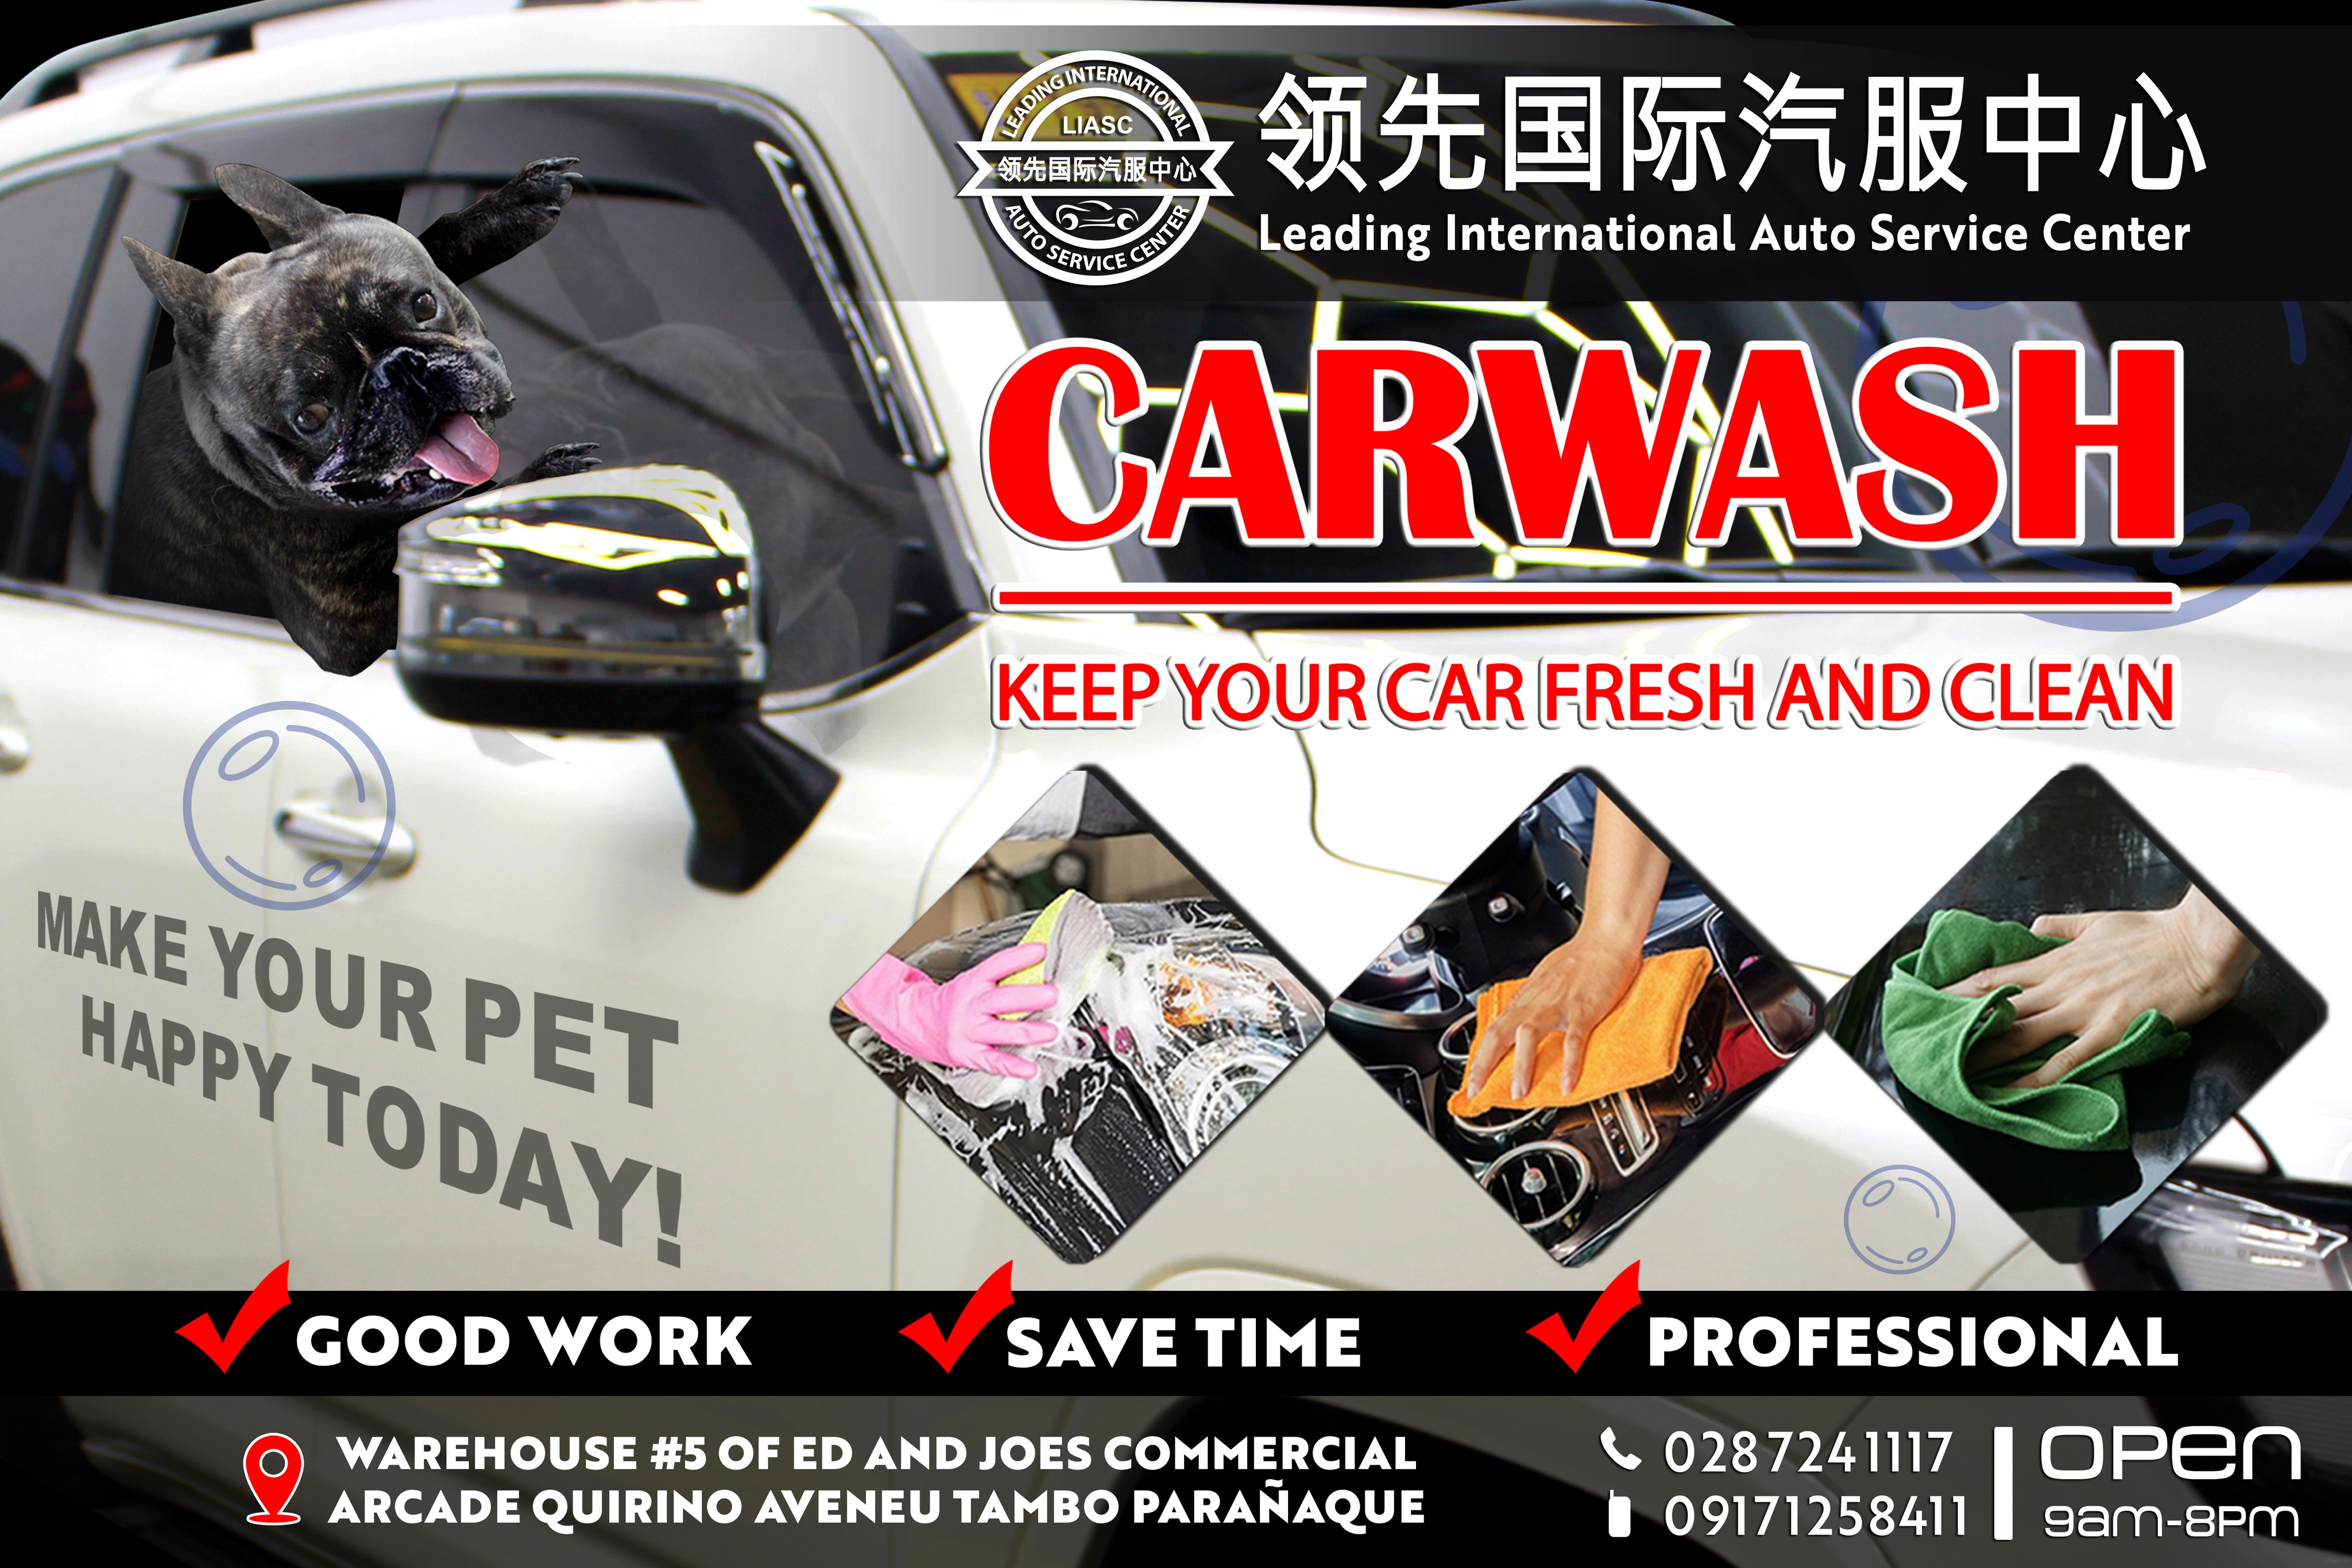 LEADING INTERNATIONAL
LIASC
领先国际汽服中心
AUTO SERVICE CENTER
领先国际汽服中心
Leading International Auto Service Center
CARWASH
KEEP YOUR CAR FRESH AND CLEAN
MAKE YOUR PET
HAPPY TODAY!
GOOD WORK
SAVE TIME
PROFESSIONAL
WAREHOUSE #5 OF ED AND JOES COMMERCIAL
ARCADE QUIRINO AVENEU TAMBO PARAÑAQUE
0287241117
09171258411
OPEN
9am-8PM